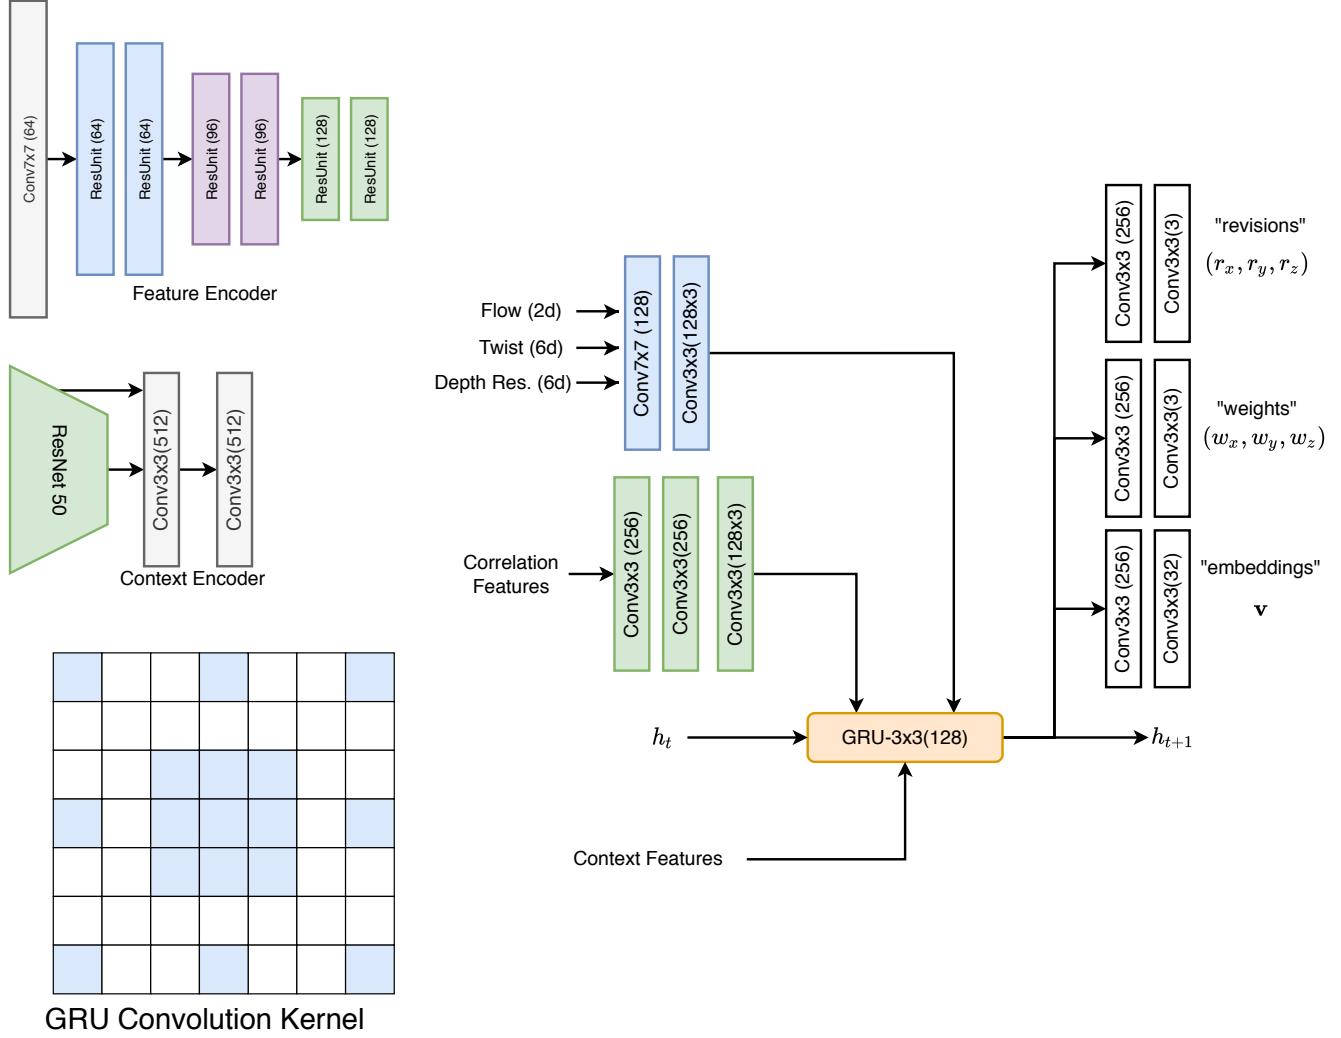 Conv7x7 (64)
ResUnit (64)
ResUnit (64)
ResUnit (96)
ResUnit (96)
ResUnit (128)
ResUnit (128)
Feature Encoder
ResNet 50
Conv3x3(512)
Conv3x3(512)
Context Encoder
GRU Convolution Kernel
Flow (2d)
Twist (6d)
Depth Res. (6d)
Conv7x7 (128)
Conv3x3(128x3)
Correlation
Features
Conv3x3 (256)
Conv3x3(256)
Conv3x3(128x3)
h_t
GRU-3x3(128)
h_{t+1}
Context Features
Conv3x3 (256)
Conv3x3(3)
"revisions"
(r_x, r_y, r_z)
Conv3x3 (256)
Conv3x3(3)
"weights"
(w_x, w_y, w_z)
Conv3x3 (256)
Conv3x3(32)
"embeddings"
v